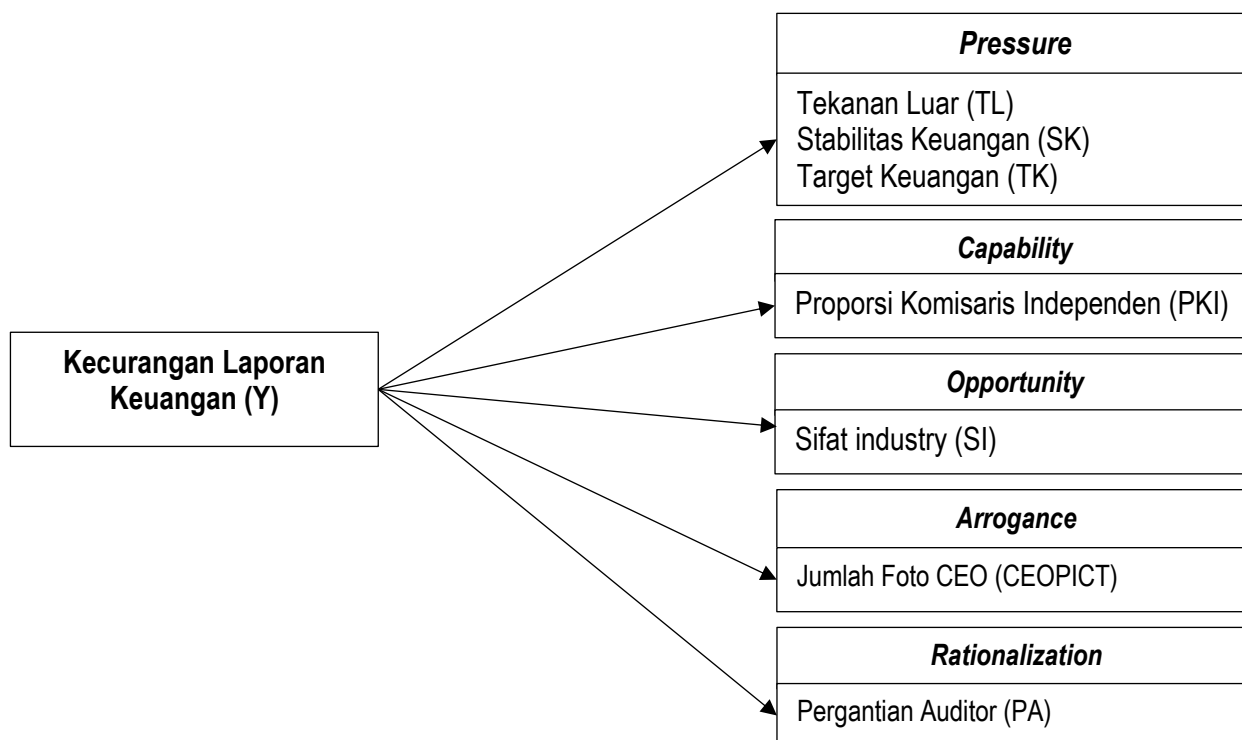 Pressure
Tekanan Luar (TL)
Stabilitas Keuangan (SK)
Target Keuangan (TK)
Capability
Proporsi Komisaris Independen (PKI)
Kecurangan Laporan
Keuangan (Y)
Opportunity
Sifat industry (SI)
Arrogance
Jumlah Foto CEO (CEOPICT)
Rationalization
Pergantian Auditor (PA)